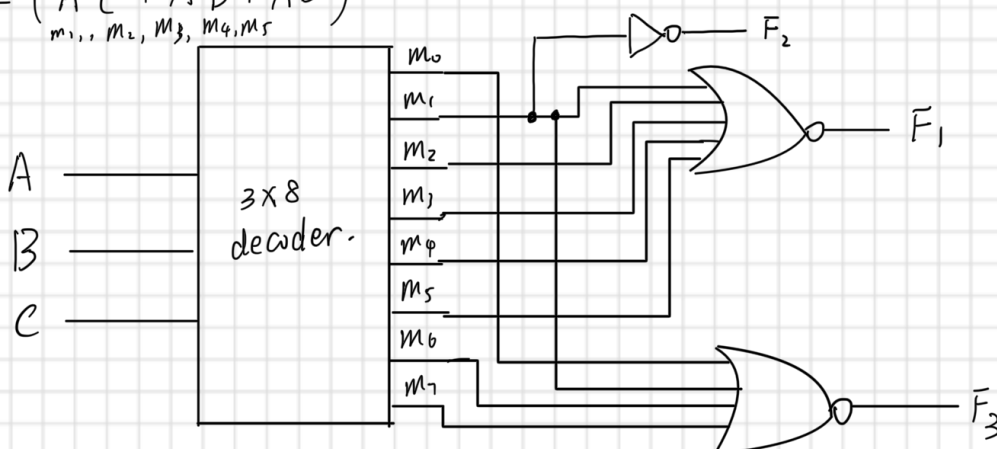 = (A C + A B + A C)
m₁,, m₂, m₃, m₄, m₅
m₀
m₁
m₂
m₃
m₄
m₅
m₆
m₇
A
B
C
3×8
decoder.
F₂
F₁
F₃